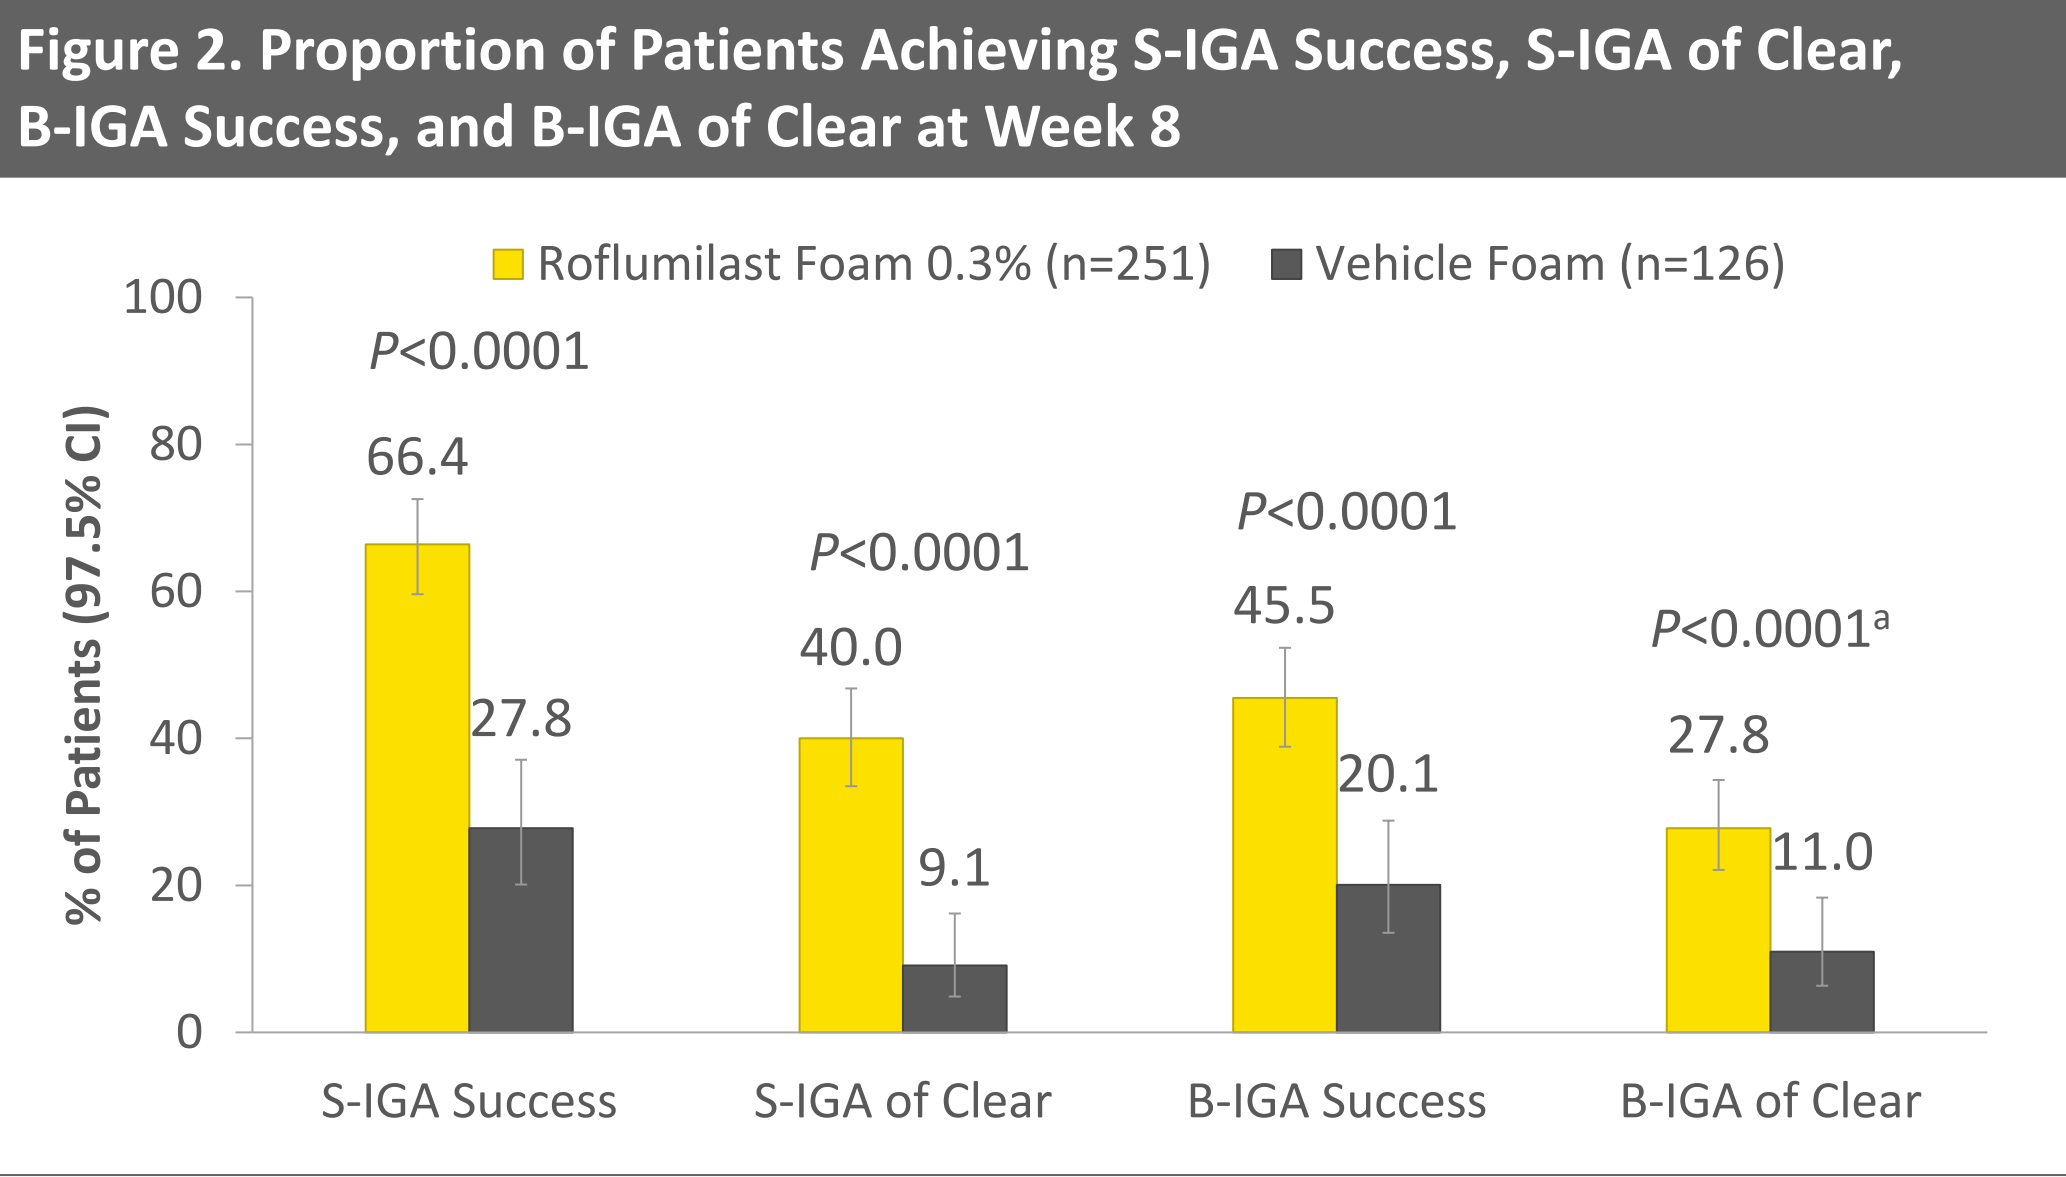 Figure 2. Proportion of Patients Achieving S-IGA Success, S-IGA of Clear,
B-IGA Success, and B-IGA of Clear at Week 8
Roflumilast Foam 0.3% (n=251) Vehicle Foam (n=126)
% of Patients (97.5% CI)
100
80
60
40
20
0
P<0.0001
66.4
27.8
P<0.0001
40.0
9.1
P<0.0001
45.5
20.1
P<0.0001ᵃ
27.8
11.0
S-IGA Success S-IGA of Clear B-IGA Success B-IGA of Clear